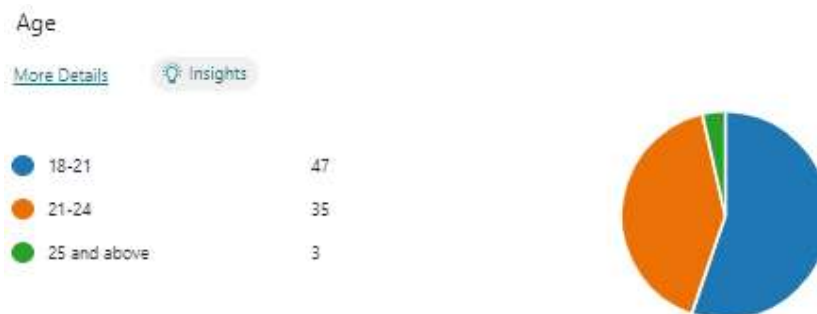 Age
More Details Insights
18-21 47
21-24 35
25 and above 3